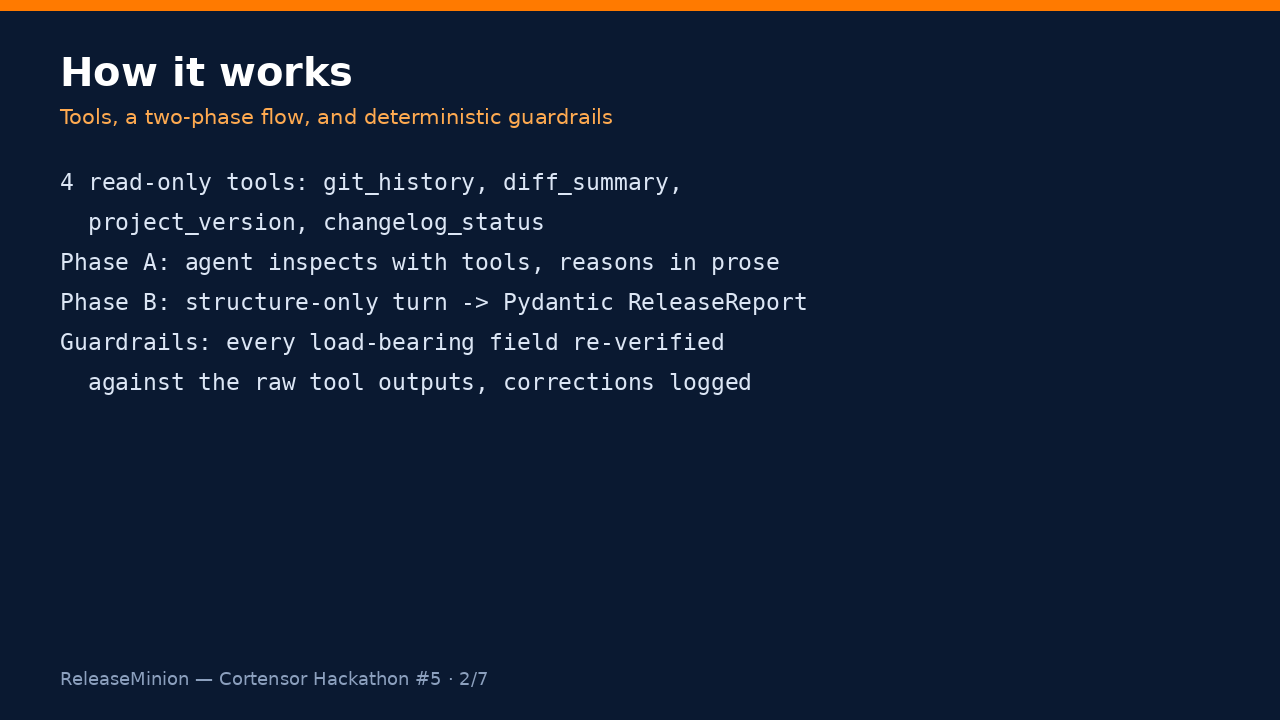 How it works
Tools, a two-phase flow, and deterministic guardrails
4 read-only tools: git_history, diff_summary,
project_version, changelog_status
Phase A: agent inspects with tools, reasons in prose
Phase B: structure-only turn -> Pydantic ReleaseReport
Guardrails: every load-bearing field re-verified
against the raw tool outputs, corrections logged
ReleaseMinion — Cortensor Hackathon #5 · 2/7